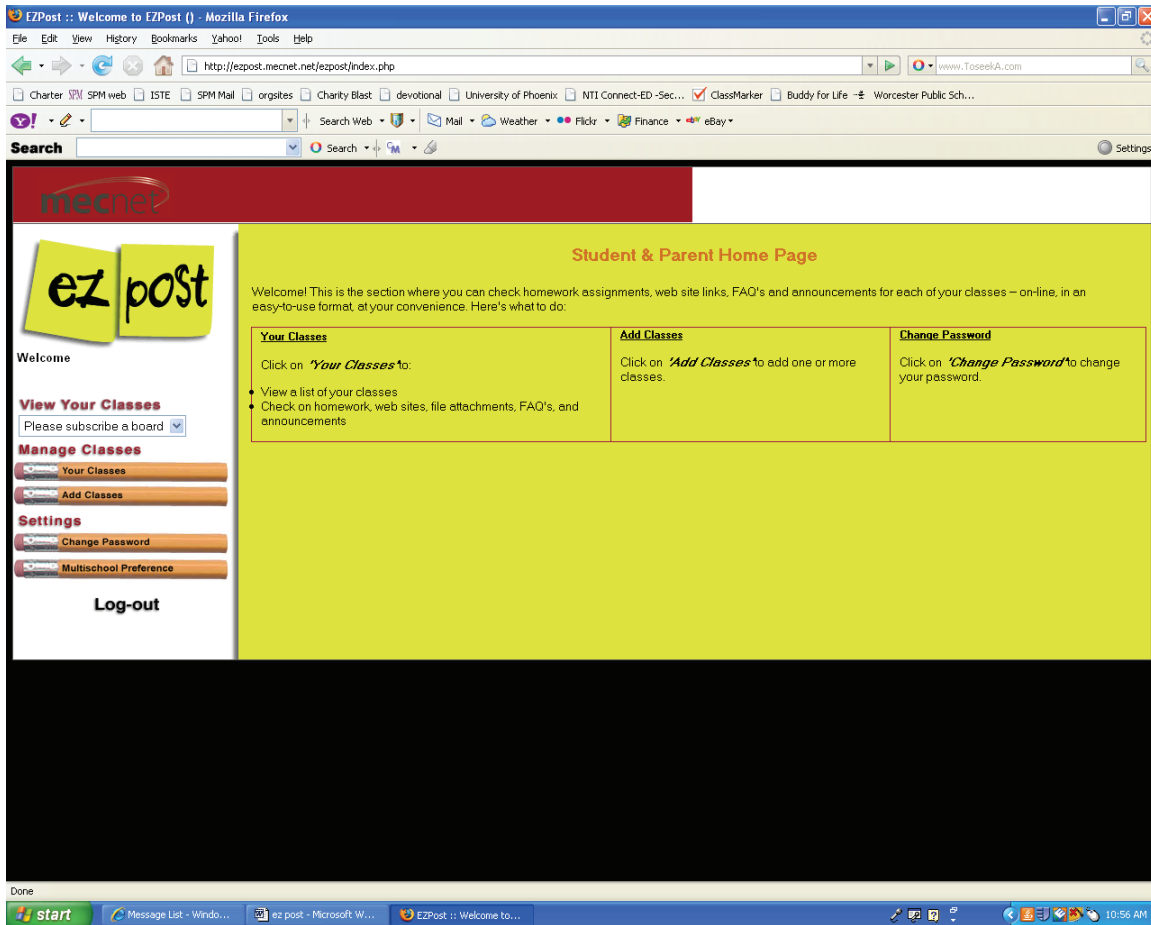 EZPost :: Welcome to EZPost () - Mozilla Firefox
File Edit View History Bookmarks Yahoo! Tools Help
http://ezpost.mecnet.net/ezpost/index.php www.ToseekA.com
Charter SPM SPM web ISTE SPM Mail orgsites Charity Blast devotional University of Phoenix NTI Connect-ED -Sec... ClassMarker Buddy for Life Worcester Public Sch...
Y! Search Web Mail Weather Flickr Finance eBay
Search Search Settings
mecnet
ez post
Student & Parent Home Page
Welcome! This is the section where you can check homework assignments, web site links, FAQ's and announcements for each of your classes – on-line, in an
easy-to-use format, at your convenience. Here's what to do:
Your Classes
Click on 'Your Classes' to:
View a list of your classes
Check on homework, web sites, file attachments, FAQ's, and
announcements
Add Classes
Click on 'Add Classes' to add one or more
classes.
Change Password
Click on 'Change Password' to change
your password.
Welcome
View Your Classes
Please subscribe a board
Manage Classes
Your Classes
Add Classes
Settings
Change Password
Multischool Preference
Log-out
Done
start Message List - Windo... ez post - Microsoft W... EZPost :: Welcome to... 10:56 AM